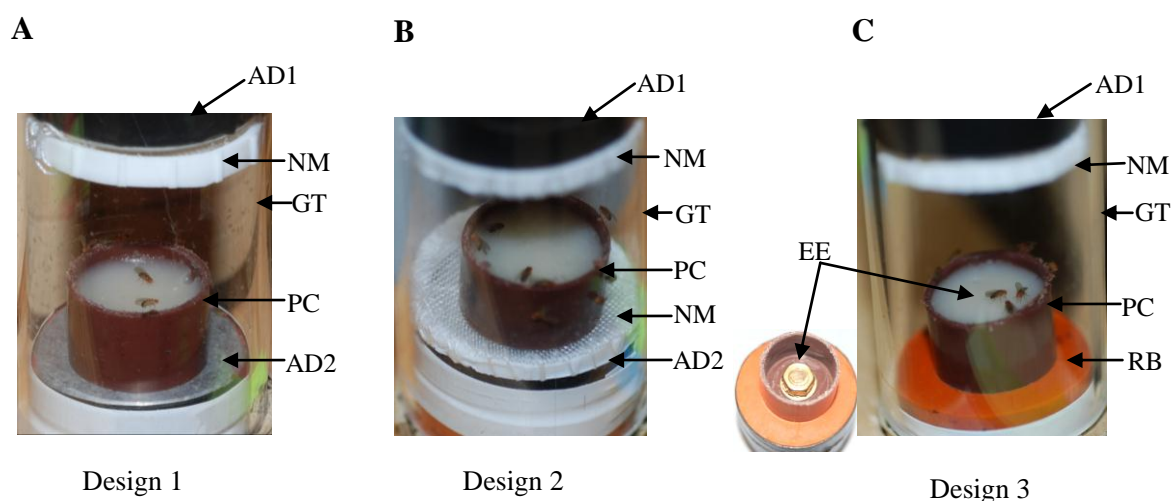 A
AD1
NM
GT
PC
AD2
Design 1
B
AD1
NM
GT
PC
NM
AD2
Design 2
C
AD1
NM
GT
EE
PC
RB
Design 3